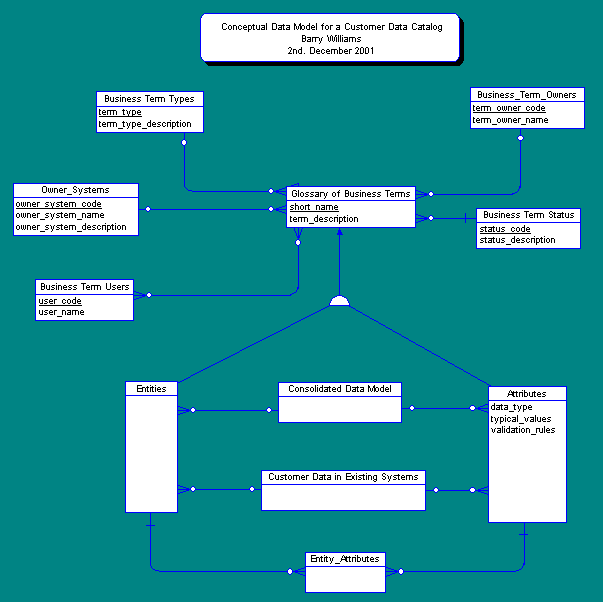 Conceptual Data Model for a Customer Data Catalog
Barry Williams
2nd. December 2001
Business Term Types
term_type
term_type_description
Business_Term_Owners
term_owner_code
term_owner_name
Owner_Systems
owner_system_code
owner_system_name
owner_system_description
Glossary of Business Terms
short_name
term_description
Business Term Status
status_code
status_description
Business Term Users
user_code
user_name
Entities
Consolidated Data Model
Attributes
data_type
typical_values
validation_rules
Customer Data in Existing Systems
Entity_Attributes